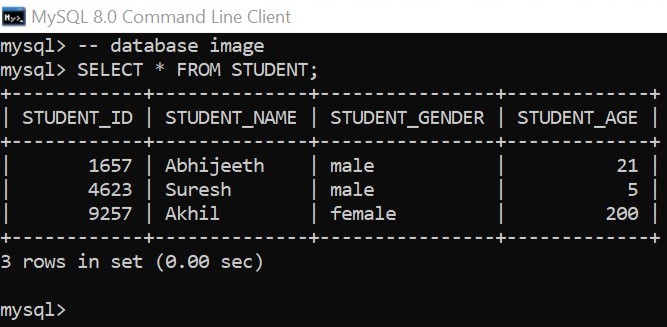 MySQL 8.0 Command Line Client
mysql> -- database image
mysql> SELECT * FROM STUDENT;
+------------+--------------+----------------+-------------+
| STUDENT_ID | STUDENT_NAME | STUDENT_GENDER | STUDENT_AGE |
+------------+--------------+----------------+-------------+
|       1657 | Abhijeeth    | male           |          21 |
|       4623 | Suresh       | male           |           5 |
|       9257 | Akhil        | female         |         200 |
+------------+--------------+----------------+-------------+
3 rows in set (0.00 sec)
mysql>